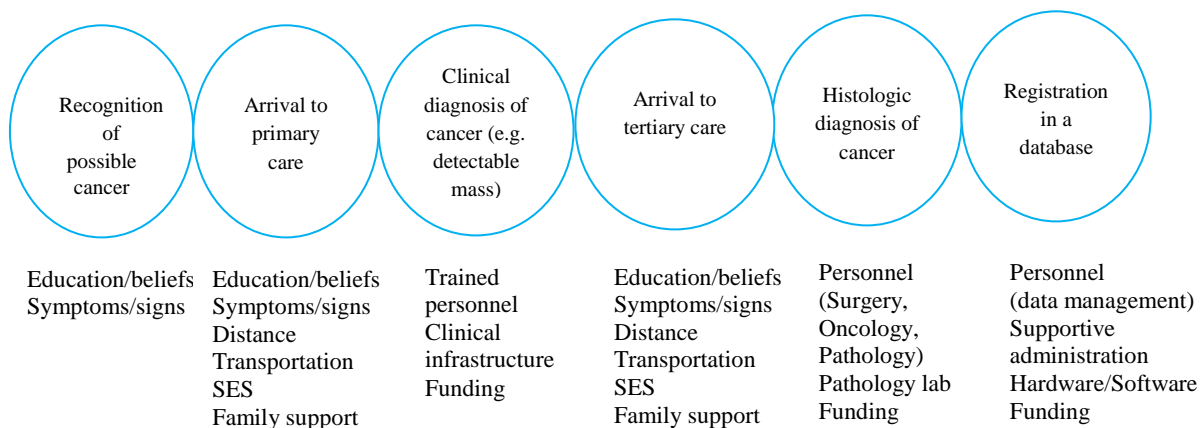 Recognition
of
possible
cancer
Arrival to
primary
care
Clinical
diagnosis of
cancer (e.g.
detectable
mass)
Arrival to
tertiary care
Histologic
diagnosis of
cancer
Registration
in a
database
Education/beliefs
Symptoms/signs
Education/beliefs
Symptoms/signs
Distance
Transportation
SES
Family support
Trained
personnel
Clinical
infrastructure
Funding
Education/beliefs
Symptoms/signs
Distance
Transportation
SES
Family support
Personnel
(Surgery,
Oncology,
Pathology)
Pathology lab
Funding
Personnel
(data management)
Supportive
administration
Hardware/Software
Funding